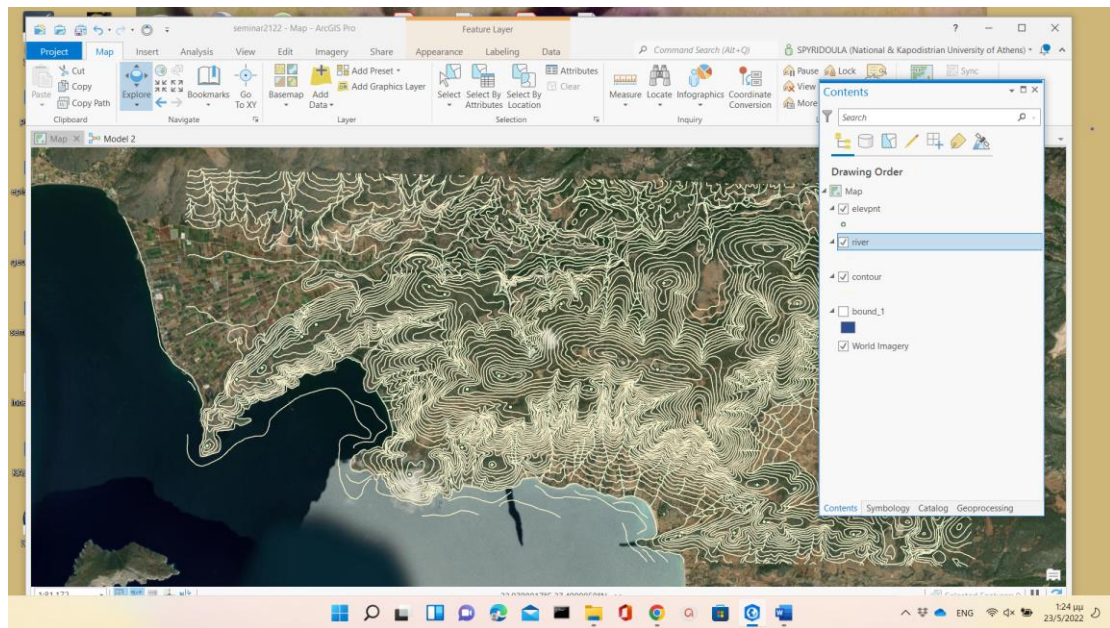 seminar2122 - Map - ArcGIS Pro
Feature Layer
?
Project Map Insert Analysis View Edit Imagery Share Appearance Labeling Data
Command Search (Alt+Q)
SPYRIDOULA (National & Kapodistrian University of Athens)
Paste
Cut
Copy
Copy Path
Clipboard
Explore
Bookmarks
Go To XY
Navigate
Basemap
Add Data
Add Preset
Add Graphics Layer
Layer
Select
Select By Attributes
Select By Location
Attributes
Clear
Selection
Measure
Locate
Infographics
Coordinate Conversion
Inquiry
Pause
Lock
View
More
Sync
Map
Model 2
Contents
Search
Drawing Order
Map
elevpnt
river
contour
bound_1
World Imagery
Contents Symbology Catalog Geoprocessing
ENG
1:24 μμ
23/5/2022